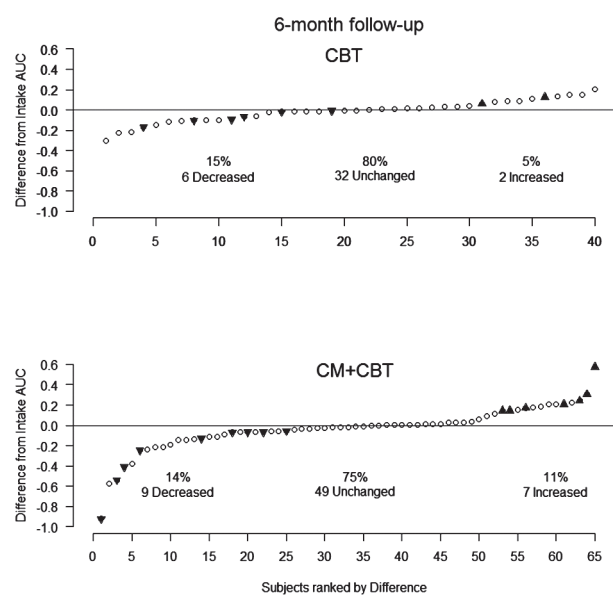 6-month follow-up
CBT
Difference from Intake AUC
0.6
0.4
0.2
0.0
-0.2
-0.4
-0.6
-0.8
-1.0
15% 80% 5%
6 Decreased 32 Unchanged 2 Increased
0 5 10 15 20 25 30 35 40
CM+CBT
Difference from Intake AUC
0.6
0.4
0.2
0.0
-0.2
-0.4
-0.6
-0.8
-1.0
14% 75% 11%
9 Decreased 49 Unchanged 7 Increased
0 5 10 15 20 25 30 35 40 45 50 55 60 65
Subjects ranked by Difference